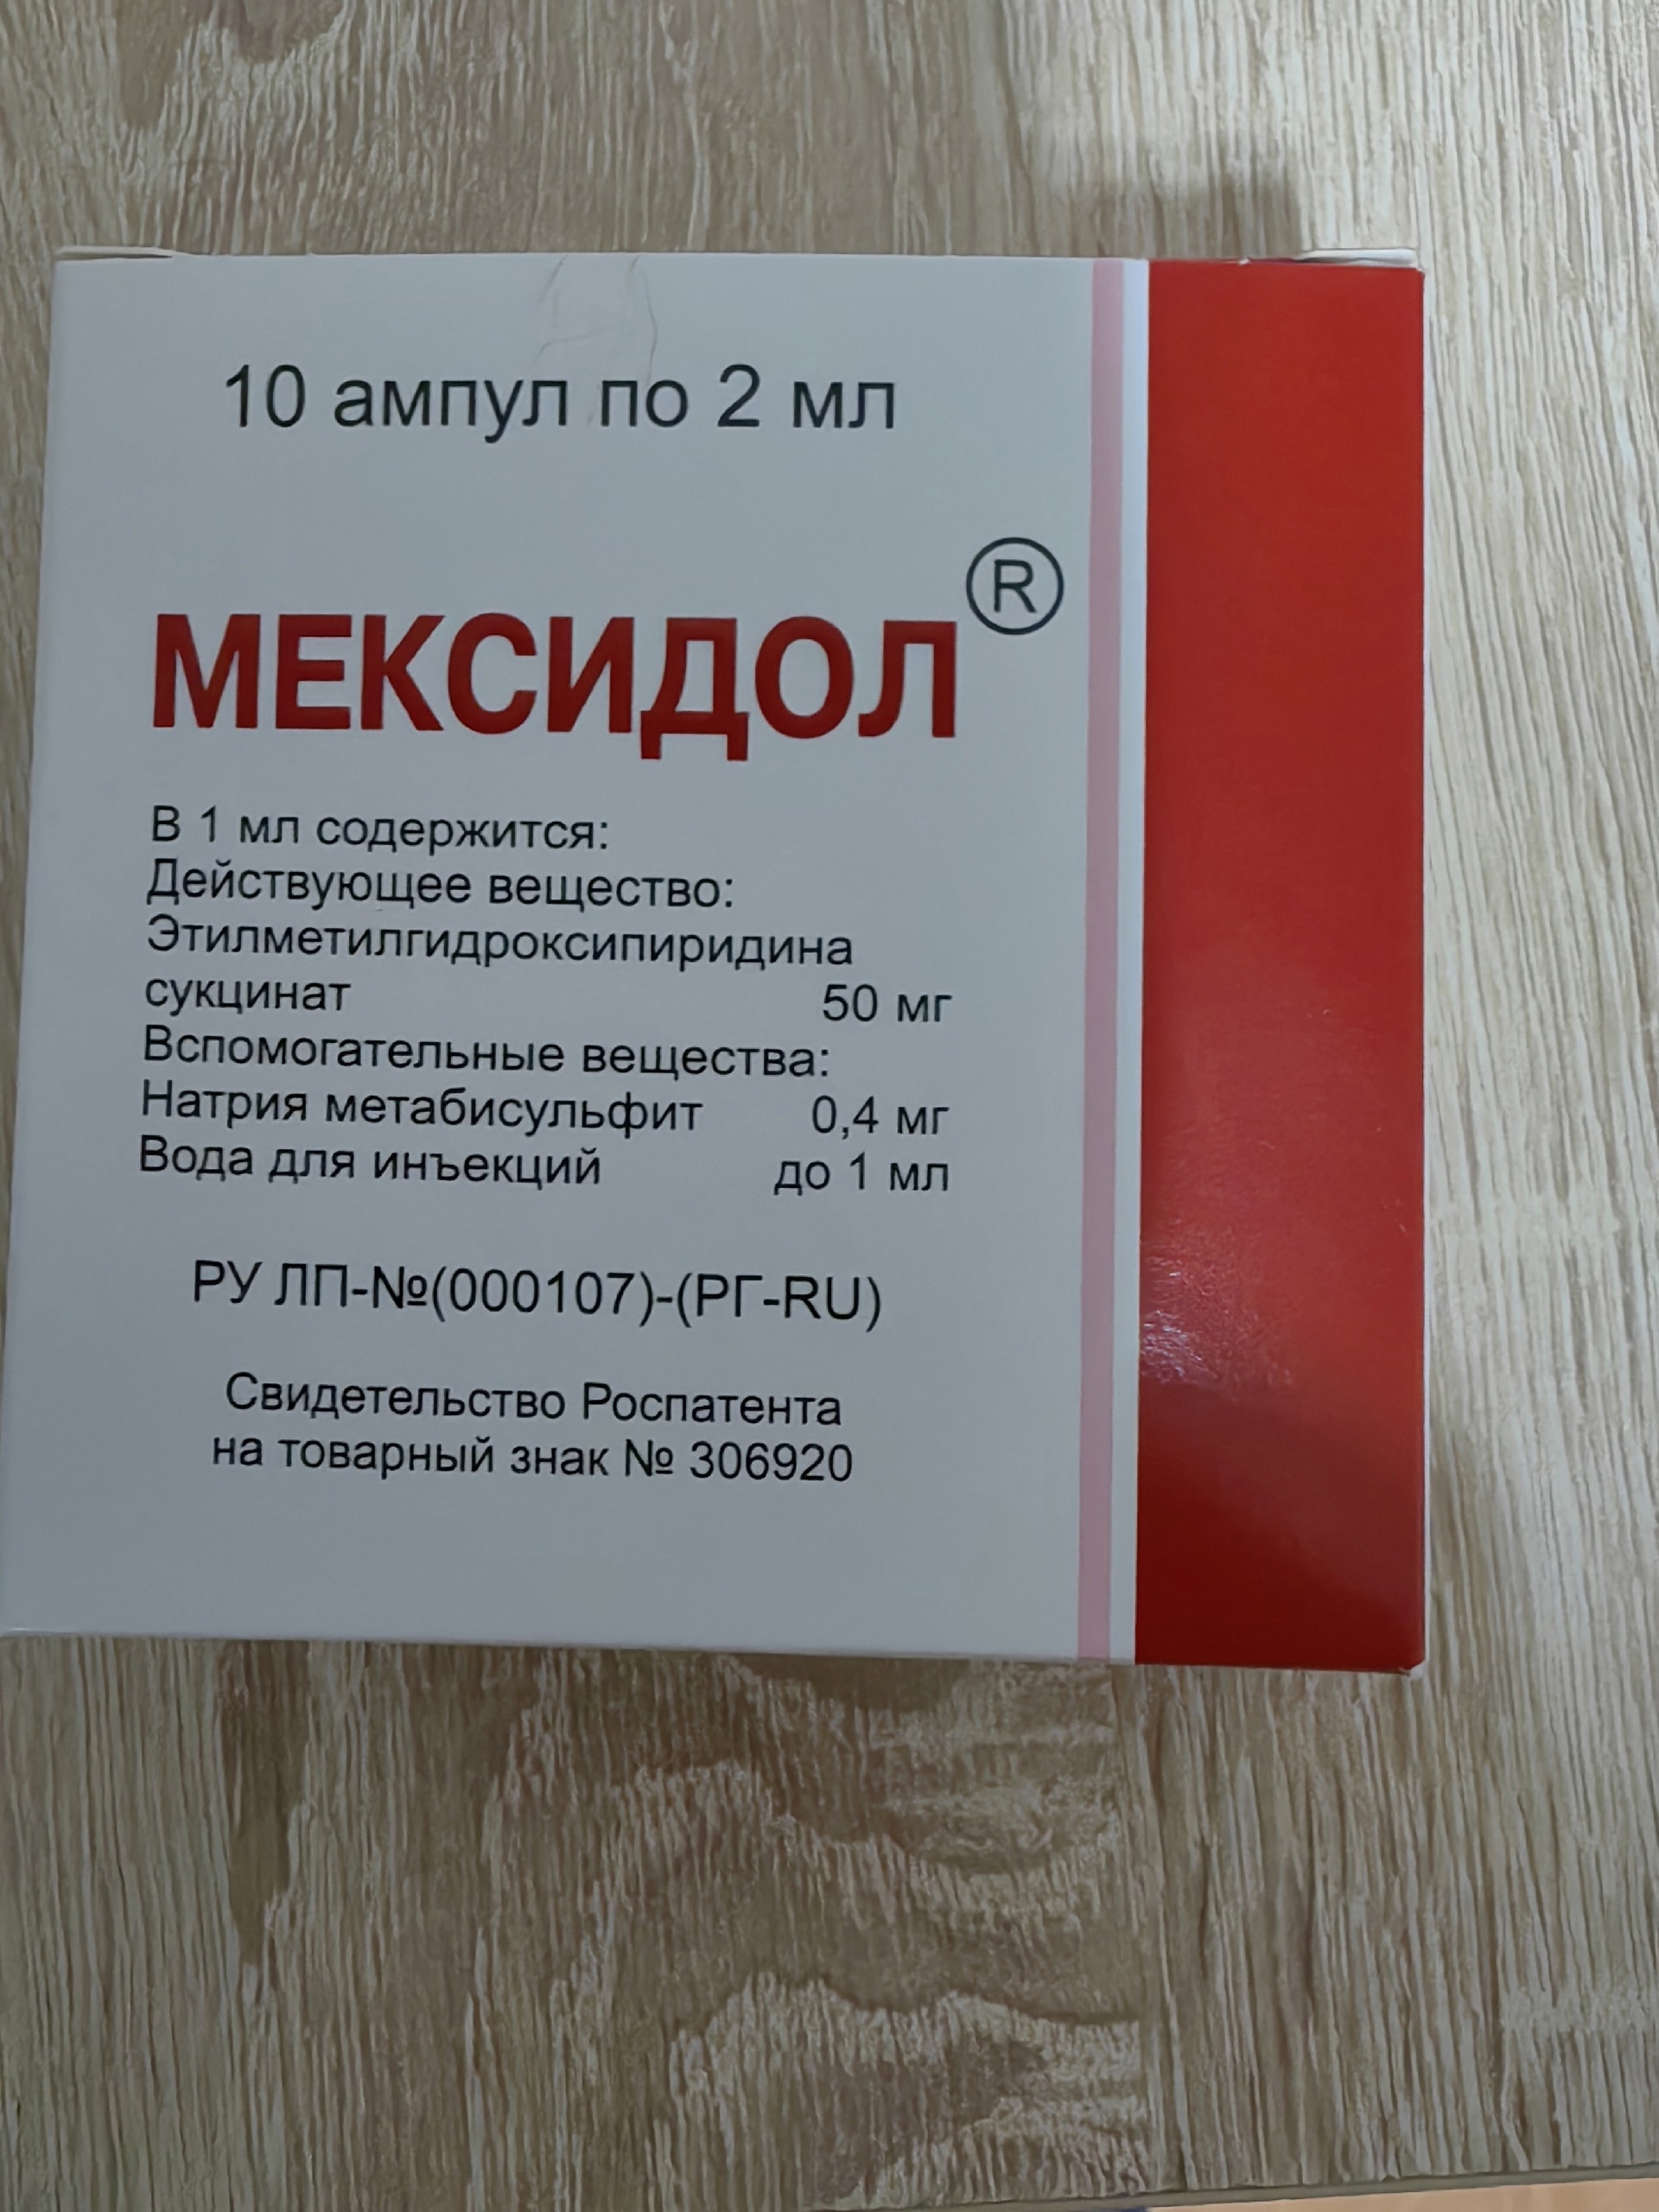 10 ампул по 2 мл
МЕКСИДОЛ®
В 1 мл содержится:
Действующее вещество:
Этилметилгидроксипиридина
сукцинат 50 мг
Вспомогательные вещества:
Натрия метабисульфит 0,4 мг
Вода для инъекций до 1 мл
РУ ЛП-№(000107)-(РГ-RU)
Свидетельство Роспатента
на товарный знак № 306920